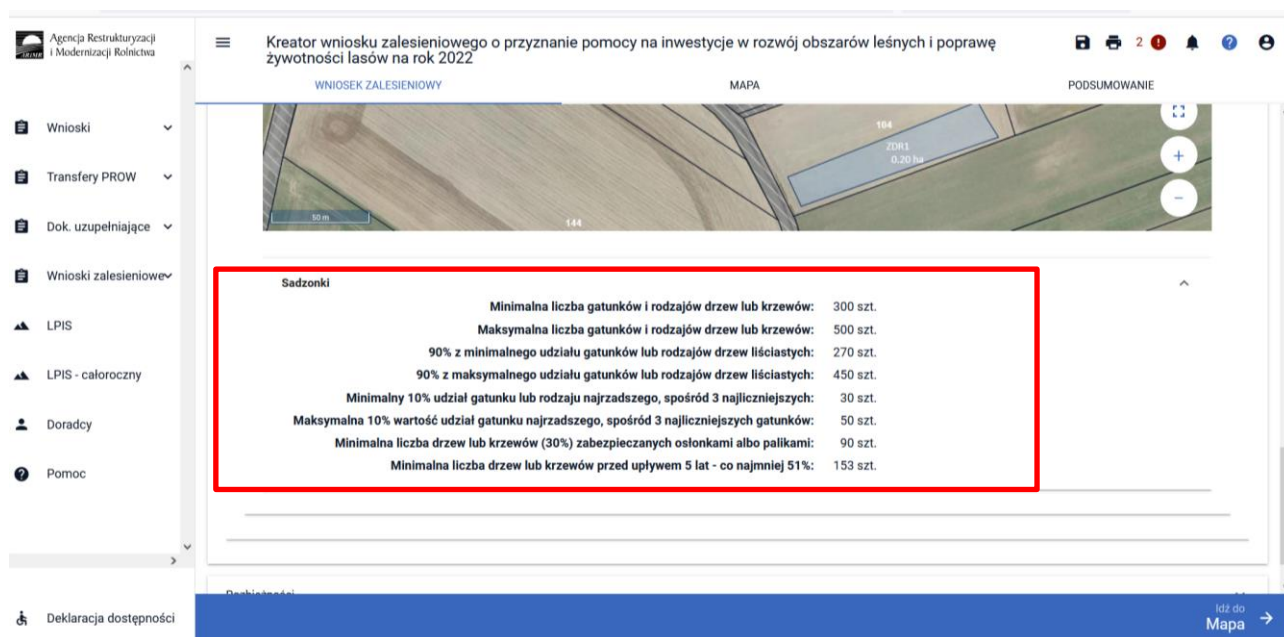 Agencja Restrukturyzacji
i Modernizacji Rolnictwa
Kreator wniosku zalesieniowego o przyznanie pomocy na inwestycje w rozwój obszarów leśnych i poprawę
żywotności lasów na rok 2022
2
WNIOSEK ZALESIENIOWY
MAPA
PODSUMOWANIE
Wnioski
Transfery PROW
Dok. uzupełniające
Wnioski zalesieniowe
LPIS
LPIS - całoroczny
Doradcy
Pomoc
Deklaracja dostępności
164
ZDR1
0.20 ha
50 m
144
Sadzonki
Minimalna liczba gatunków i rodzajów drzew lub krzewów: 300 szt.
Maksymalna liczba gatunków i rodzajów drzew lub krzewów: 500 szt.
90% z minimalnego udziału gatunków lub rodzajów drzew liściastych: 270 szt.
90% z maksymalnego udziału gatunków lub rodzajów drzew liściastych: 450 szt.
Minimalny 10% udział gatunku lub rodzaju najrzadszego, spośród 3 najliczniejszych: 30 szt.
Maksymalna 10% wartość udział gatunku najrzadszego, spośród 3 najliczniejszych gatunków: 50 szt.
Minimalna liczba drzew lub krzewów (30%) zabezpieczanych osłonkami albo palikami: 90 szt.
Minimalna liczba drzew lub krzewów przed upływem 5 lat - co najmniej 51%: 153 szt.
Idź do
Mapa